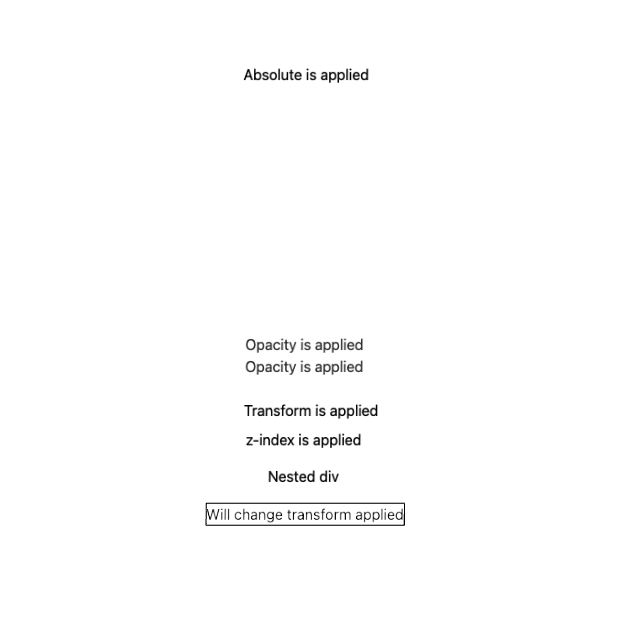 Absolute is applied
Opacity is applied
Opacity is applied
Transform is applied
z-index is applied
Nested div
Will change transform applied